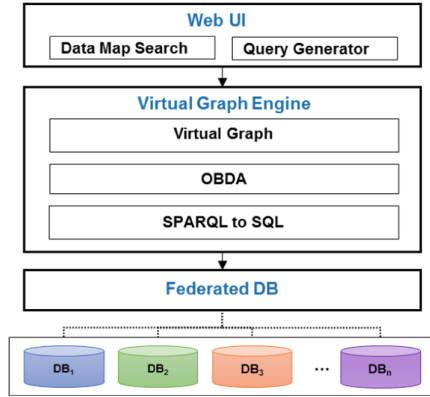 Web UI
Data Map Search Query Generator
Virtual Graph Engine
Virtual Graph
OBDA
SPARQL to SQL
Federated DB
DB₁ DB₂ DB₃ ... DBₙ